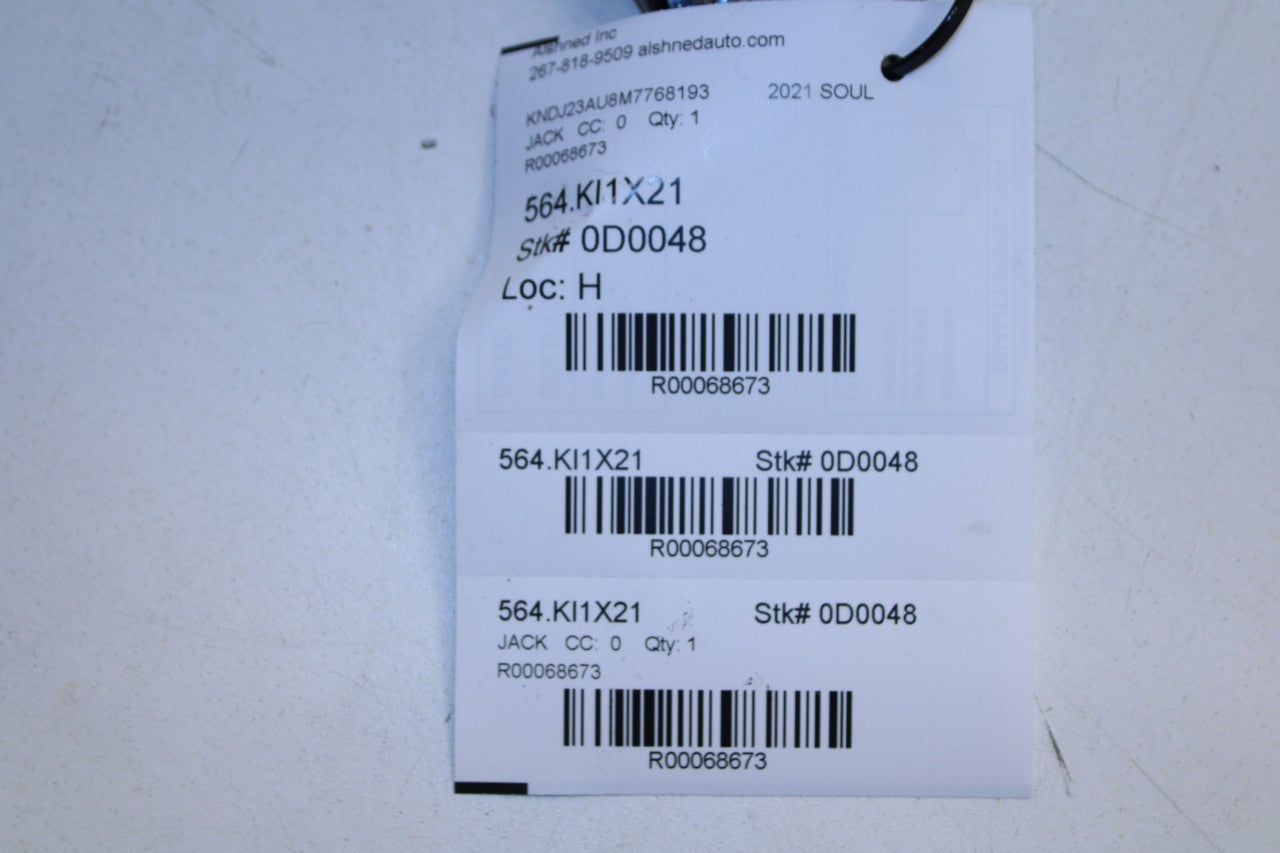 Alshned Inc
267-818-9509 alshnedauto.com
KNDJ23AU8M7768193 2021 SOUL
JACK CC: 0 Qty: 1
R00068673
564.KI1X21
Stk# 0D0048
Loc: H
R00068673
564.KI1X21 Stk# 0D0048
R00068673
564.KI1X21 Stk# 0D0048
JACK CC: 0 Qty: 1
R00068673
R00068673